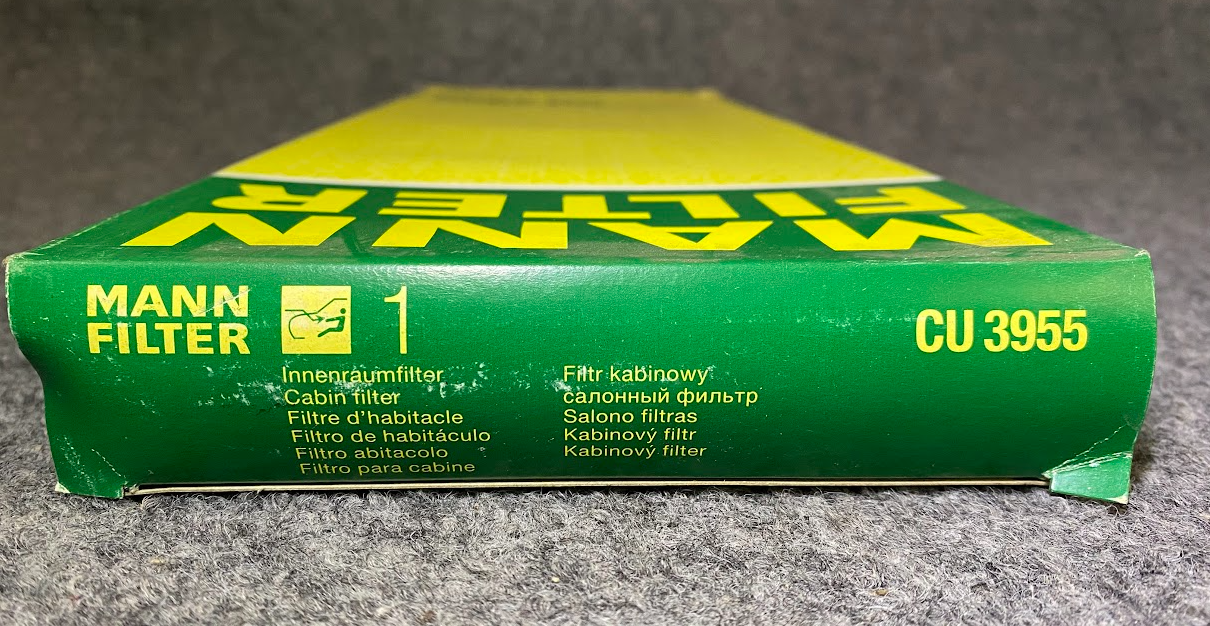 MANN
FILTER
MANN
FILTER
1
CU 3955
Innenraumfilter
Cabin filter
Filtre d'habitacle
Filtro de habitáculo
Filtro abitacolo
Filtro para cabine
Filtr kabinowy
салонный фильтр
Salono filtras
Kabinový filtr
Kabinový filter